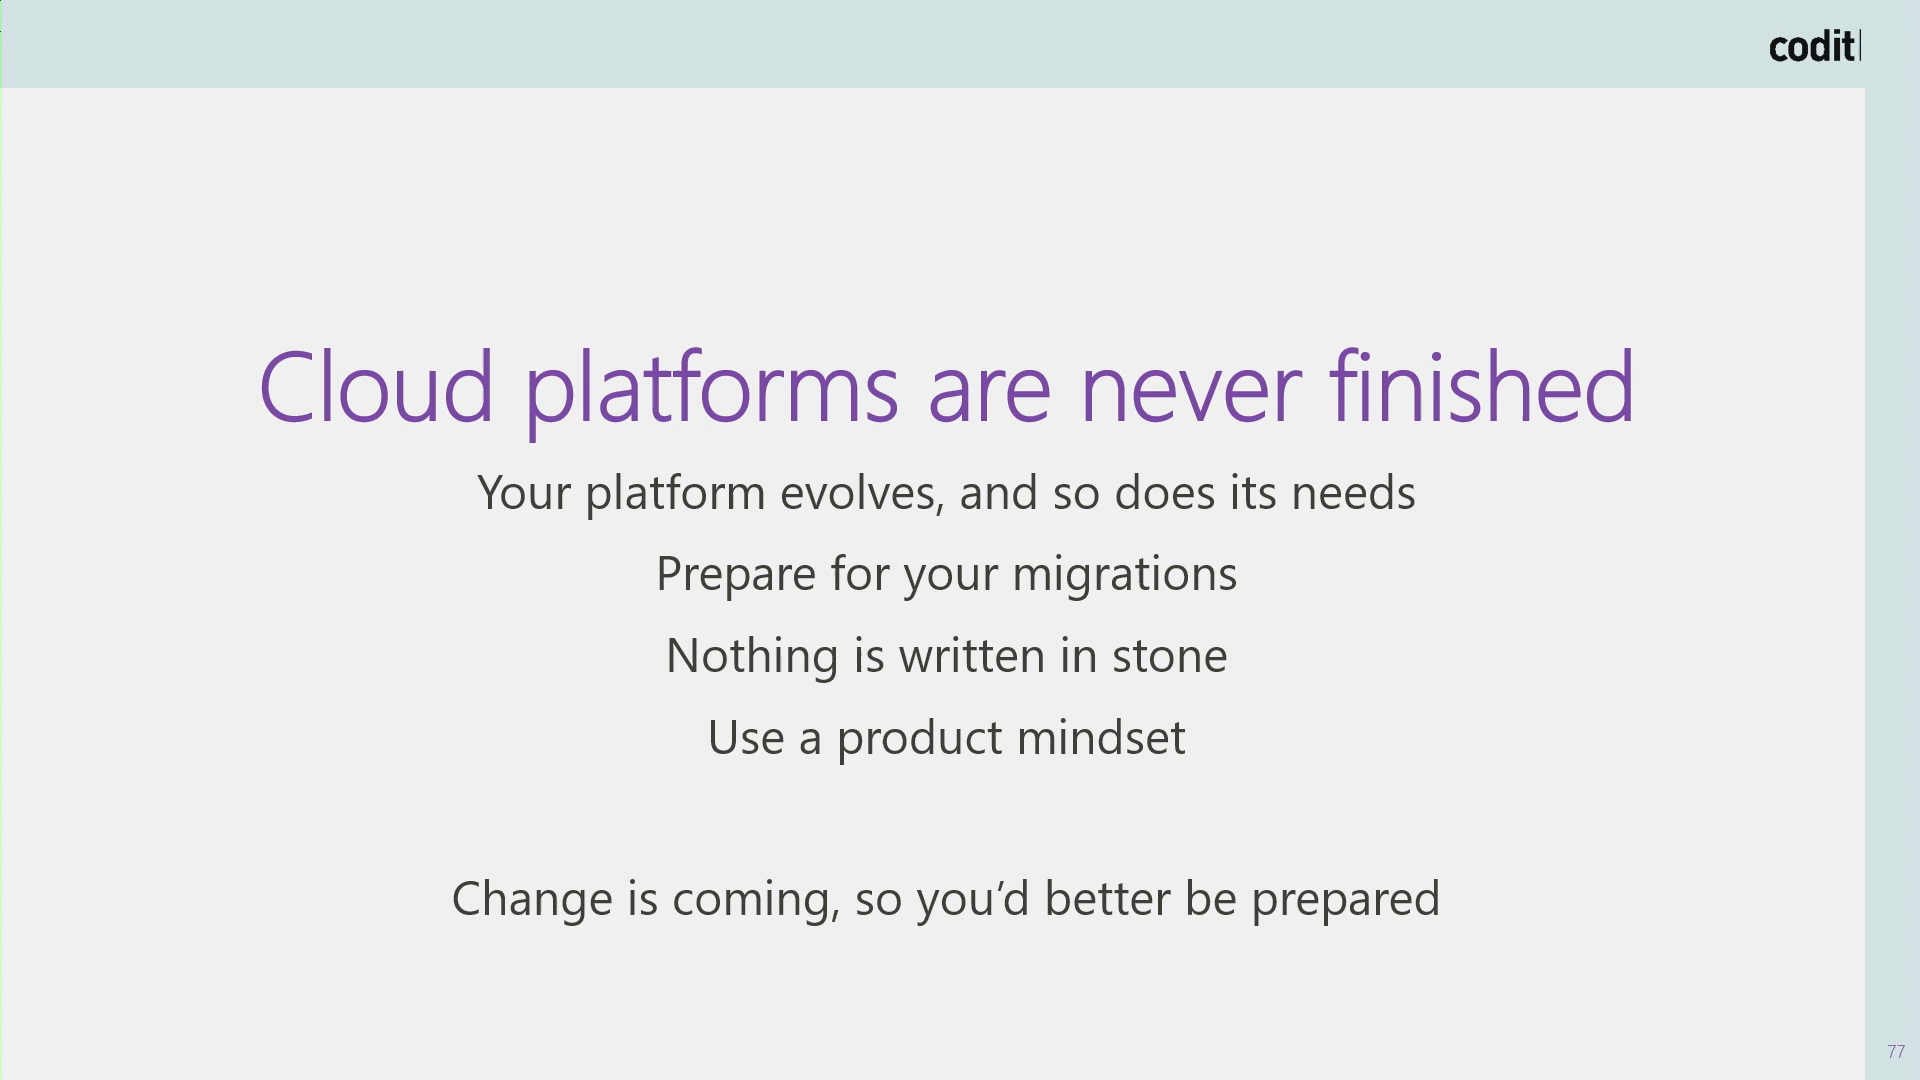 codit
Cloud platforms are never finished
Your platform evolves, and so does its needs
Prepare for your migrations
Nothing is written in stone
Use a product mindset
Change is coming, so you’d better be prepared
77